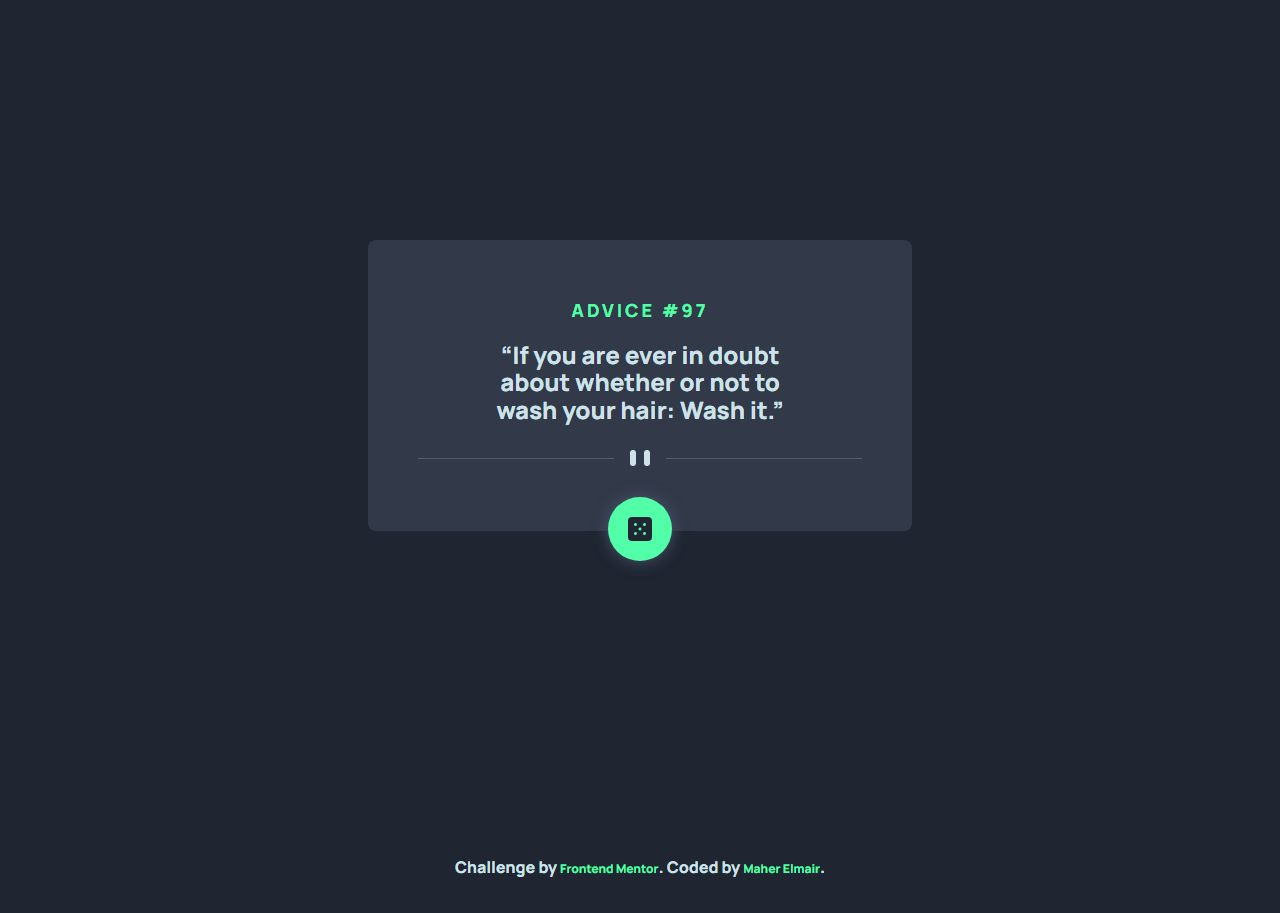 ADVICE #97
“If you are ever in doubt
about whether or not to
wash your hair: Wash it.”
Challenge by Frontend Mentor. Coded by Maher Elmair.